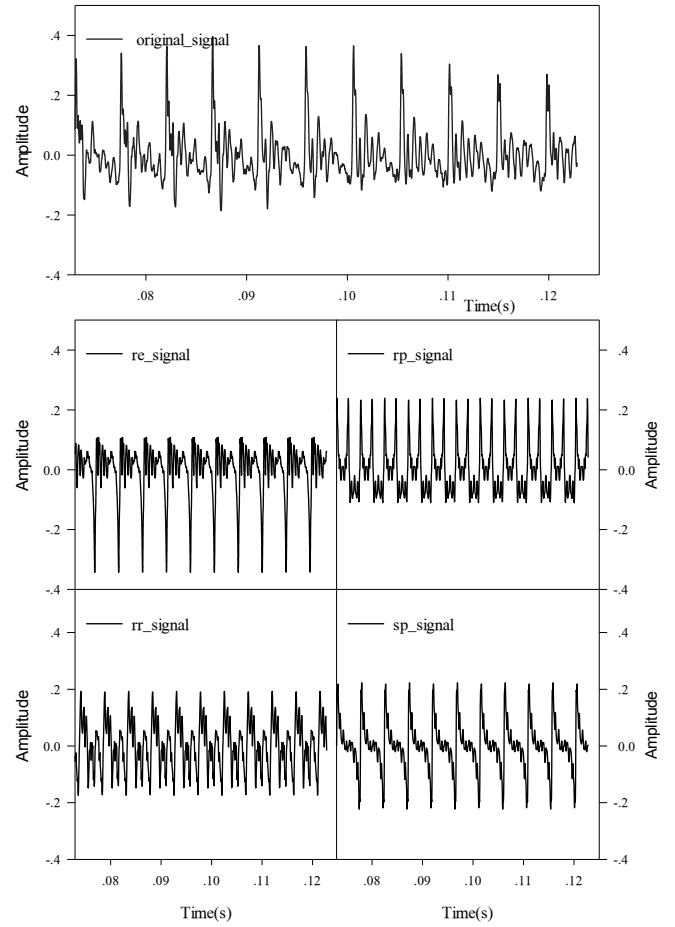 original_signal
.4
.2
0.0
-.2
-.4
Amplitude
.08 .09 .10 .11 .12
Time(s)
re_signal
rp_signal
.4
.2
0.0
-.2
-.4
Amplitude
.4
.2
0.0
-.2
-.4
Amplitude
rr_signal
sp_signal
.4
.2
0.0
-.2
-.4
Amplitude
.4
.2
0.0
-.2
-.4
Amplitude
.08 .09 .10 .11 .12
.08 .09 .10 .11 .12
Time(s)
Time(s)